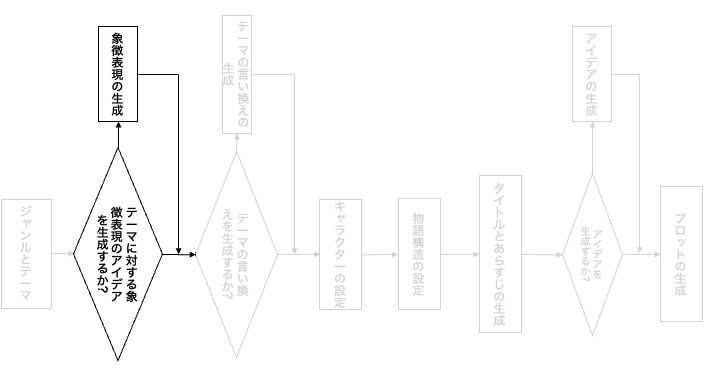 ジャンルとテーマ
象徴表現の生成
テーマに対する象
徴表現のアイデア
を生成するか?
テーマの言い換えの
生成
テーマの言い換
えを生成するか?
キャラクターの設定
物語構造の設定
タイトルとあらすじの生成
アイデアの生成
アイデアを
生成するか?
プロットの生成